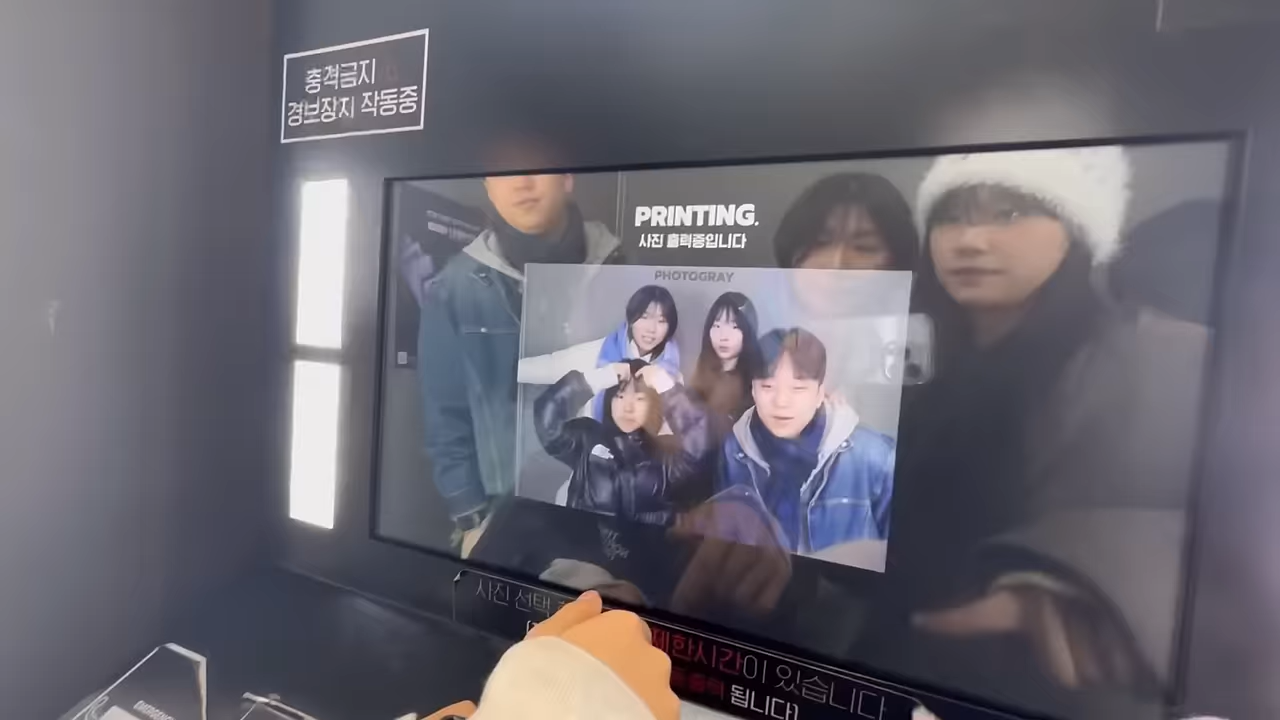 충격금지
경보장치 작동중
PRINTING.
사진 출력중입니다
PHOTOGRAY
사진 선택
제한시간이 있습니다
됩니다]